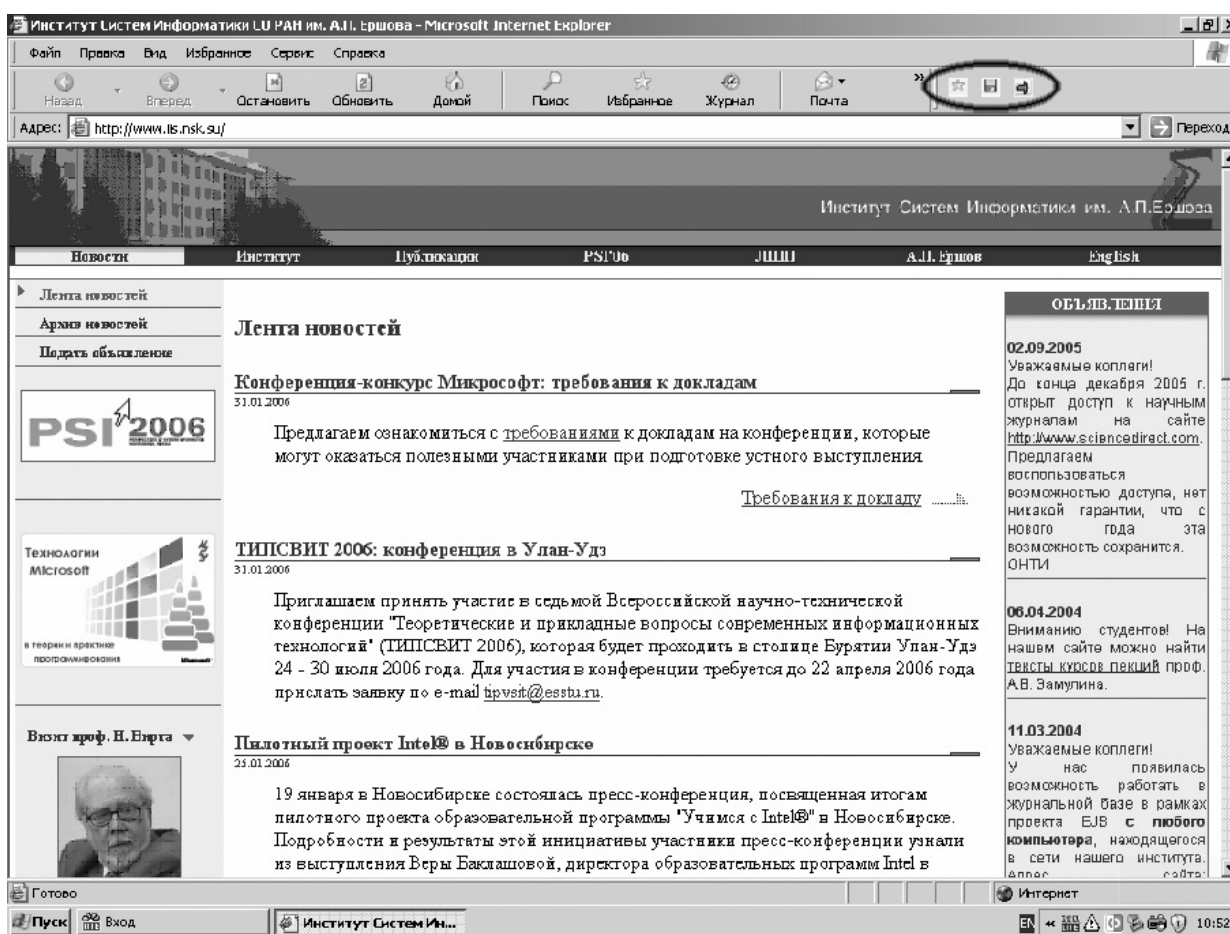 Институт Систем Информатики СО РАН им. А.П. Ершова - Microsoft Internet Explorer
Файл Правка Вид Избранное Сервис Справка
Назад Вперед Остановить Обновить Домой Поиск Избранное Журнал Почта »
Адрес: http://www.iis.nsk.su/ Переход
Институт Систем Информатики им. А.П.Ершова
Новости Институт Публикации PSI'06 А.П. Ершов English
Лента новостей
Архив новостей
Подать объявление
PSI 2006
Технологии
Microsoft
в теории и практике
программирования
Microsoft
Визит проф. Н.Вирта
Лента новостей
Конференция-конкурс Микрософт: требования к докладам
31.01.2006
Предлагаем ознакомиться с требованиями к докладам на конференции, которые
могут оказаться полезными участниками при подготовке устного выступления
Требования к докладу
ТИПСВИТ 2006: конференция в Улан-Удэ
31.01.2006
Приглашаем принять участие в седьмой Всероссийской научно-технической
конференции "Теоретические и прикладные вопросы современных информационных
технологий" (ТИПСВИТ 2006), которая будет проходить в столице Бурятии Улан-Удэ
24 - 30 июля 2006 года. Для участия в конференции требуется до 22 апреля 2006 года
прислать заявку по e-mail tipvsit@esstu.ru.
Пилотный проект Intel® в Новосибирске
25.01.2006
19 января в Новосибирске состоялась пресс-конференция, посвященная итогам
пилотного проекта образовательной программы "Учимся с Intel®" в Новосибирске.
Подробности и результаты этой инициативы участники пресс-конференции узнали
из выступления Веры Баклашовой, директора образовательных программ Intel в
ОБЪЯВЛЕНИЯ
02.09.2005
Уважаемые коллеги!
До конца декабря 2005 г.
открыт доступ к научным
журналам на сайте
http://www.sciencedirect.com.
Предлагаем
воспользоваться
возможностью доступа, нет
никакой гарантии, что с
нового года эта
возможность сохранится.
ОНТИ
06.04.2004
Вниманию студентов! На
нашем сайте можно найти
тексты курсов лекций проф.
А.В. Замулина.
11.03.2004
Уважаемые коллеги!
У нас появилась
возможность работать в
журнальной базе в рамках
проекта EJB с любого
компьютера, находящегося
в сети нашего института.
Адрес сайта:
Готово Интернет
Пуск Вход Институт Систем Ин... EN « 10:52